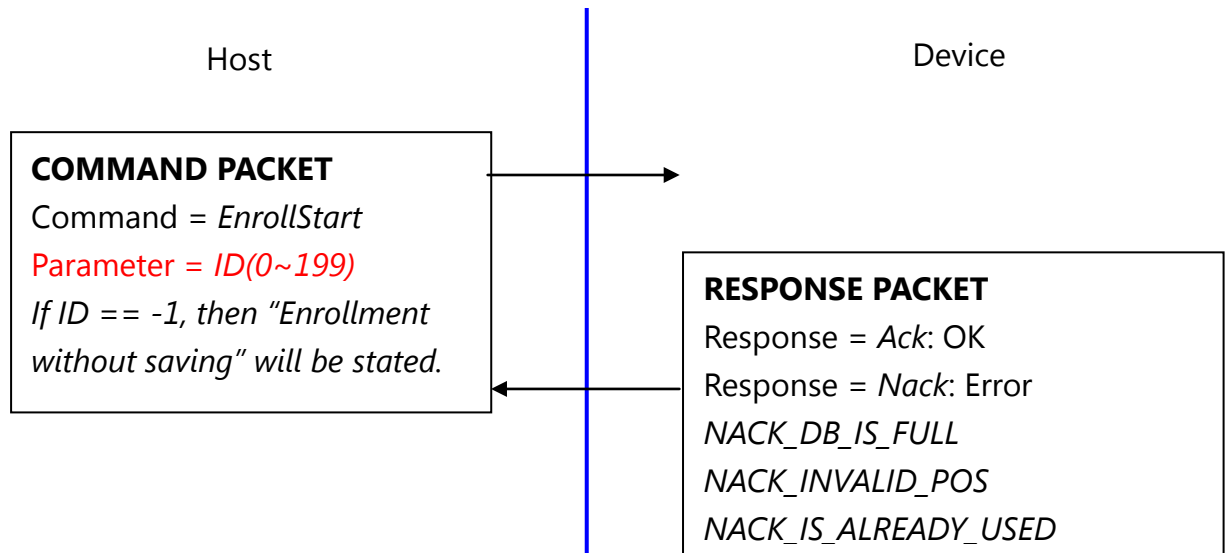 Host
Device
COMMAND PACKET
Command = EnrollStart
Parameter = ID(0~199)
If ID == -1, then “Enrollment
without saving” will be stated.
RESPONSE PACKET
Response = Ack: OK
Response = Nack: Error
NACK_DB_IS_FULL
NACK_INVALID_POS
NACK_IS_ALREADY_USED